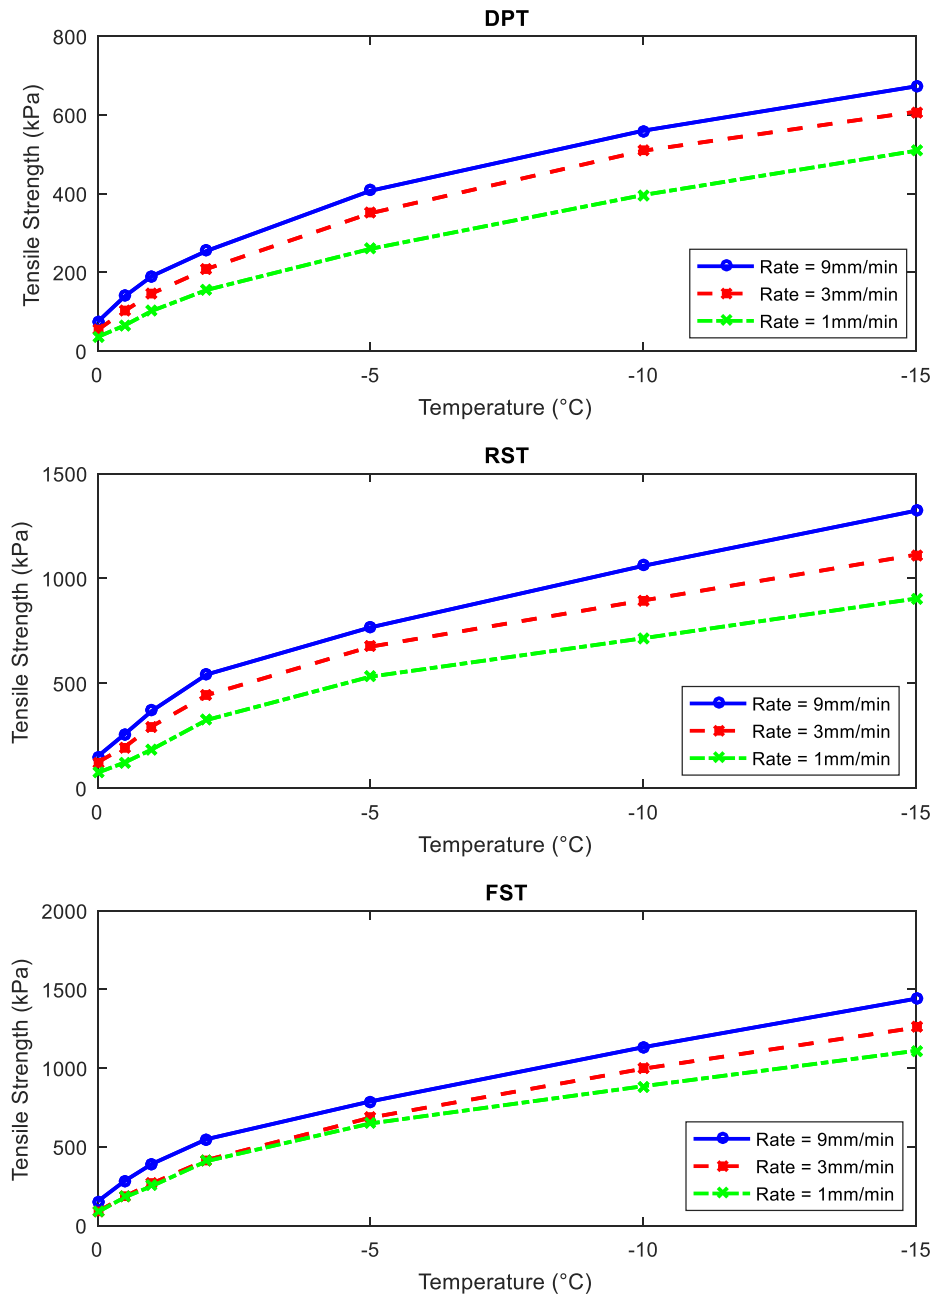 DPT
800
600
400
200
0
Tensile Strength (kPa)
Rate = 9mm/min
Rate = 3mm/min
Rate = 1mm/min
0 -5 -10 -15
Temperature (°C)
RST
1500
1000
500
0
Tensile Strength (kPa)
Rate = 9mm/min
Rate = 3mm/min
Rate = 1mm/min
0 -5 -10 -15
Temperature (°C)
FST
2000
1500
1000
500
0
Tensile Strength (kPa)
Rate = 9mm/min
Rate = 3mm/min
Rate = 1mm/min
0 -5 -10 -15
Temperature (°C)